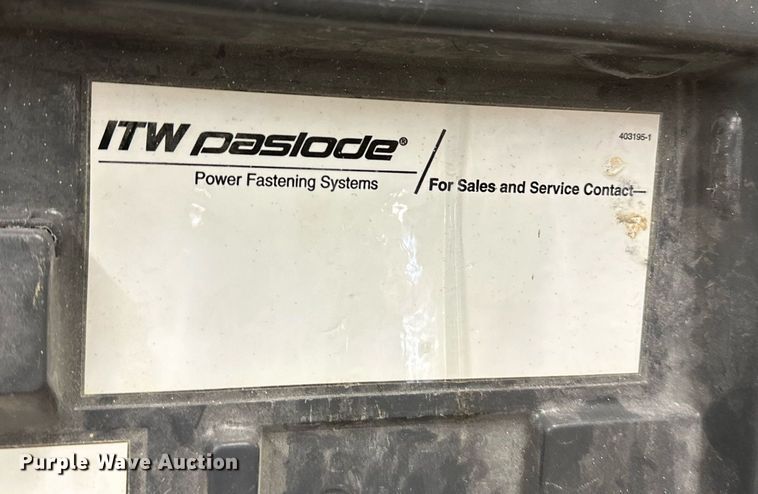 403195-1
ITW paslode®
Power Fastening Systems
For Sales and Service Contact—
Purple Wave Auction